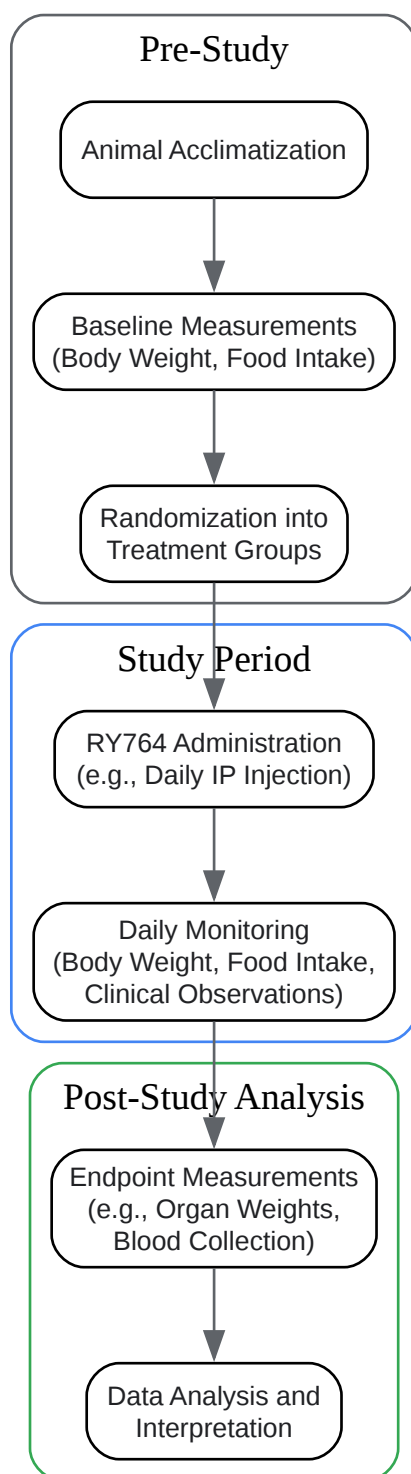 Pre-Study
Animal Acclimatization
Baseline Measurements
(Body Weight, Food Intake)
Randomization into
Treatment Groups
Study Period
RY764 Administration
(e.g., Daily IP Injection)
Daily Monitoring
(Body Weight, Food Intake,
Clinical Observations)
Post-Study Analysis
Endpoint Measurements
(e.g., Organ Weights,
Blood Collection)
Data Analysis and
Interpretation